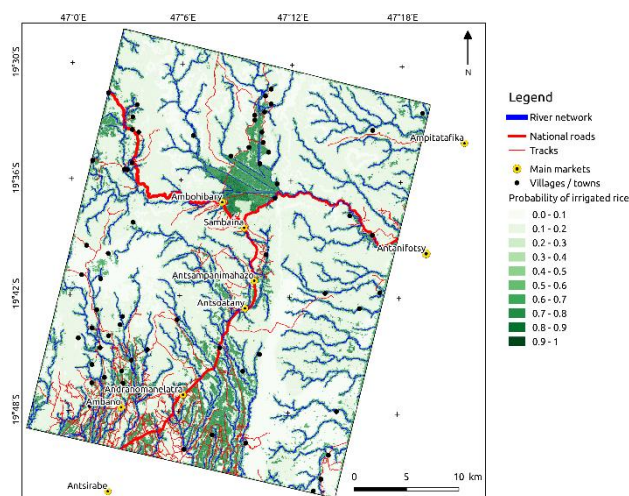 47°0'E
47°6'E
47°12'E
47°18'E
19°30'S
N
Ampitatafika
19°36'S
Ambohibary
Sambaina
Antanifotsy
Antsampanimahazo
19°42'S
Antsoatany
Andranomanelatra
Ambano
19°48'S
Antsirabe
0 5 10 km
Legend
River network
National roads
Tracks
Main markets
Villages / towns
Probability of irrigated rice
0.0 - 0.1
0.1 - 0.2
0.2 - 0.3
0.3 - 0.4
0.4 - 0.5
0.5 - 0.6
0.6 - 0.7
0.7 - 0.8
0.8 - 0.9
0.9 - 1